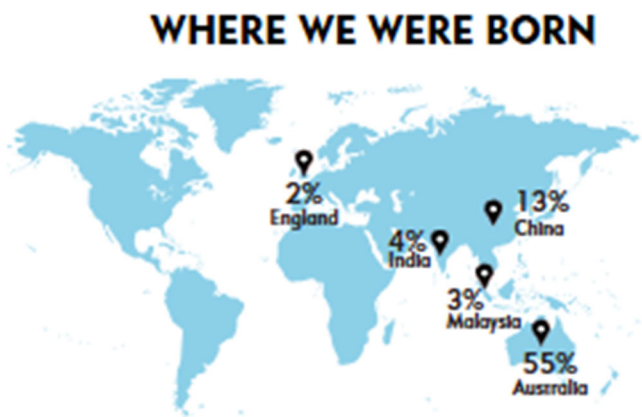 WHERE WE WERE BORN
2%
England
13%
China
4%
India
3%
Malaysia
55%
Australia